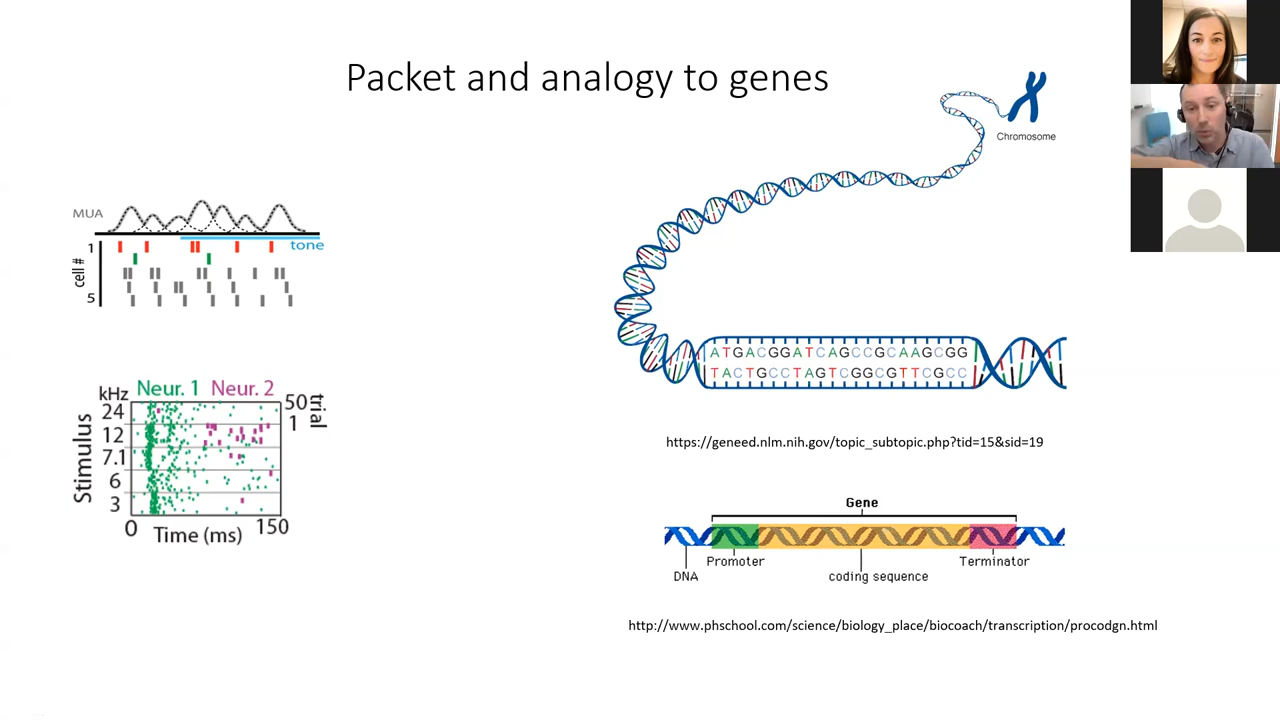 Packet and analogy to genes
Chromosome
MUA
tone
1
cell #
5
ATGACGGATCAGCCGCAAGCGG
TACTGCCTAGTCGGCGTTCGCC
kHz Neur. 1 Neur. 2
24
12
7.1
6
3
Stimulus
50
1
trial
0
150
Time (ms)
https://geneed.nlm.nih.gov/topic_subtopic.php?tid=15&sid=19
Gene
DNA
Promoter
coding sequence
Terminator
http://www.phschool.com/science/biology_place/biocoach/transcription/procodgn.html